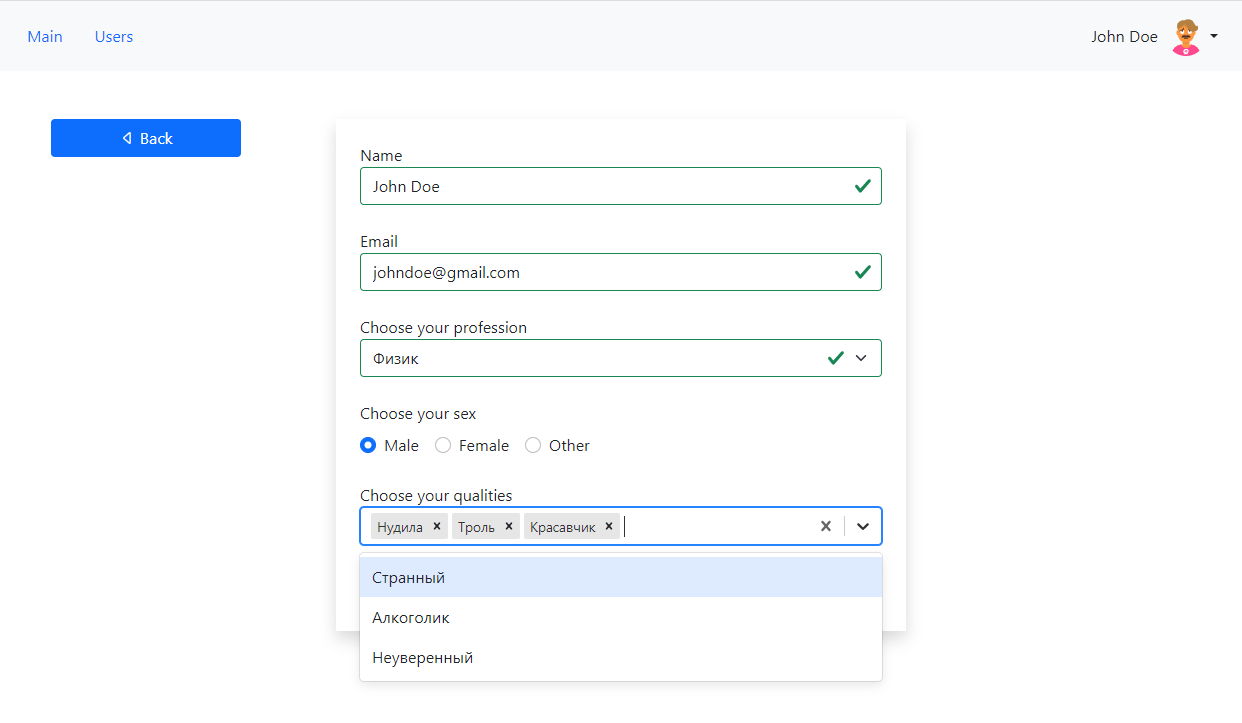 Main Users John Doe
Back
Name
John Doe
Email
johndoe@gmail.com
Choose your profession
Физик
Choose your sex
Male Female Other
Choose your qualities
Нудила Троль Красавчик
Странный
Алкоголик
Неуверенный